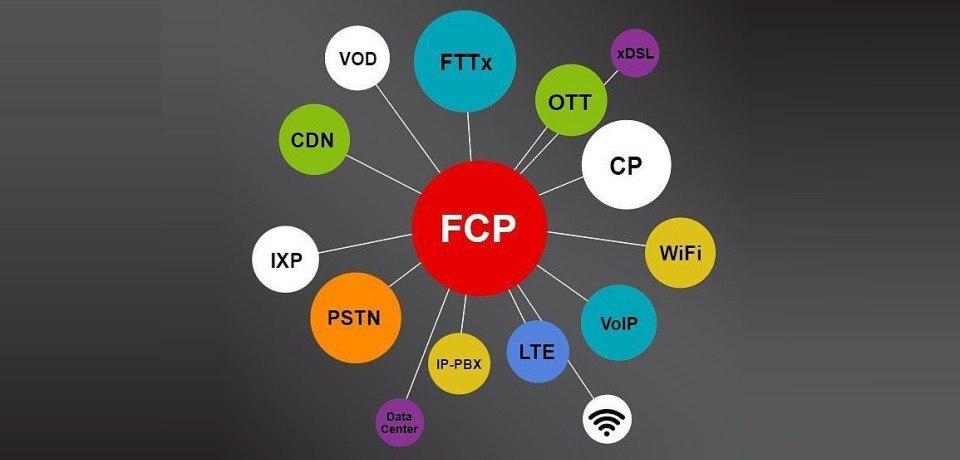 VOD
FTTx
xDSL
OTT
CDN
CP
FCP
WiFi
IXP
PSTN
VoIP
LTE
IP-PBX
Data
Center